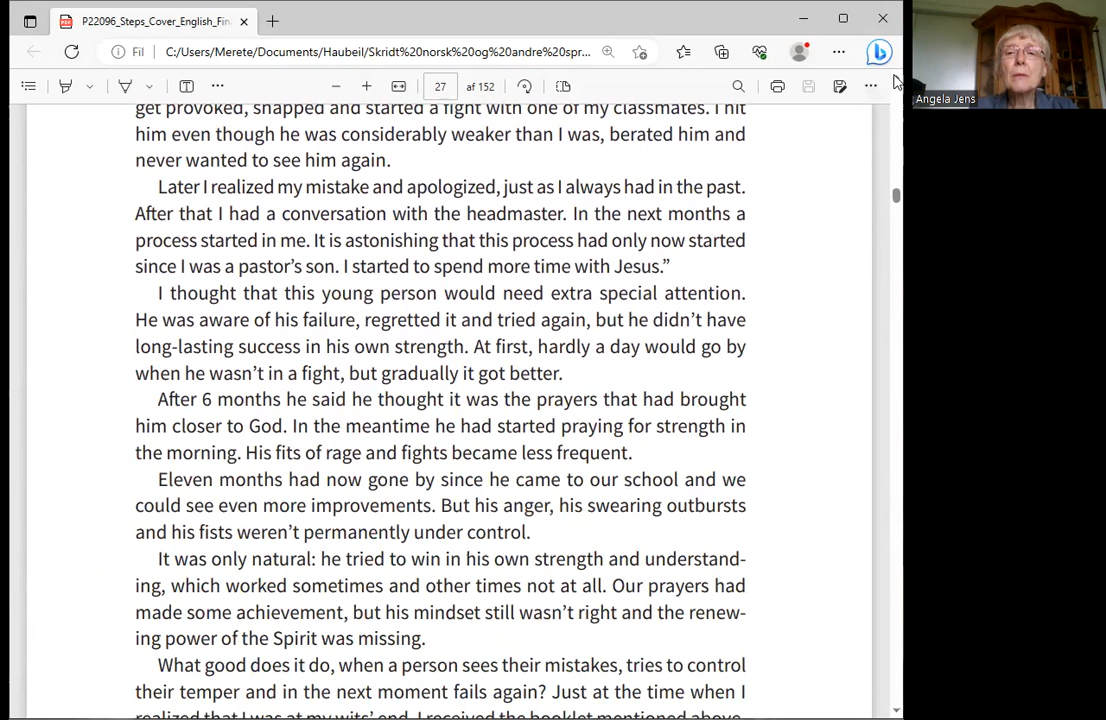 P22096_Steps_Cover_English_Fin
Fil
C:/Users/Merete/Documents/Haubeil/Skridt%20norsk%20og%20andre%20spr...
27 af 152
Angela Jens
get provoked, snapped and started a fight with one of my classmates. I hit
him even though he was considerably weaker than I was, berated him and
never wanted to see him again.
Later I realized my mistake and apologized, just as I always had in the past.
After that I had a conversation with the headmaster. In the next months a
process started in me. It is astonishing that this process had only now started
since I was a pastor’s son. I started to spend more time with Jesus.”
I thought that this young person would need extra special attention.
He was aware of his failure, regretted it and tried again, but he didn’t have
long-lasting success in his own strength. At first, hardly a day would go by
when he wasn’t in a fight, but gradually it got better.
After 6 months he said he thought it was the prayers that had brought
him closer to God. In the meantime he had started praying for strength in
the morning. His fits of rage and fights became less frequent.
Eleven months had now gone by since he came to our school and we
could see even more improvements. But his anger, his swearing outbursts
and his fists weren’t permanently under control.
It was only natural: he tried to win in his own strength and understand-
ing, which worked sometimes and other times not at all. Our prayers had
made some achievement, but his mindset still wasn’t right and the renew-
ing power of the Spirit was missing.
What good does it do, when a person sees their mistakes, tries to control
their temper and in the next moment fails again? Just at the time when I
realized that I was at my wits’ end, I received the booklet mentioned above